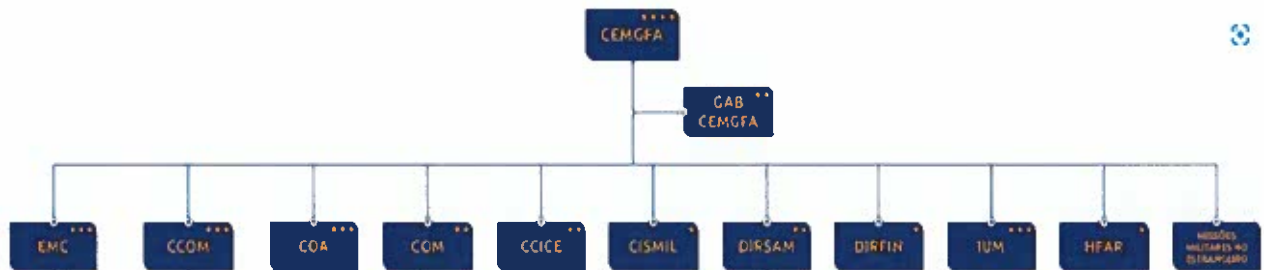 CEMGFA
GAB
CEMGFA
EMC
CCOM
COA
COM
CCICE
CISMIL
DIRSAM
DIRFIN
IUM
HFAR
MISSÕES
MILITARES NO
ESTRANGEIRO